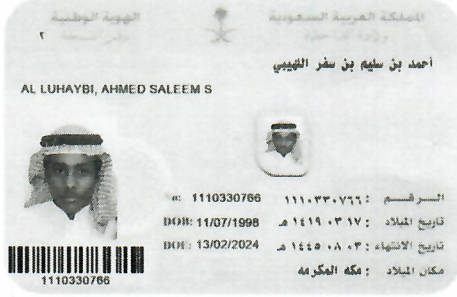 المملكة العربية السعودية
الهوية الوطنية
وزارة الداخلية
٢
أحمد بن سليم بن سفر اللهيبي
AL LUHAYBI, AHMED SALEEM S
الرقم : ١١١٠٣٣٠٧٦٦ 1110330766
تاريخ الميلاد : ١٤١٩/٠٣/١٧ هـ DOB: 11/07/1998
تاريخ الانتهاء : ١٤٤٥/٠٨/٠٣ هـ DOE: 13/02/2024
مكان الميلاد : مكه المكرمه
1110330766